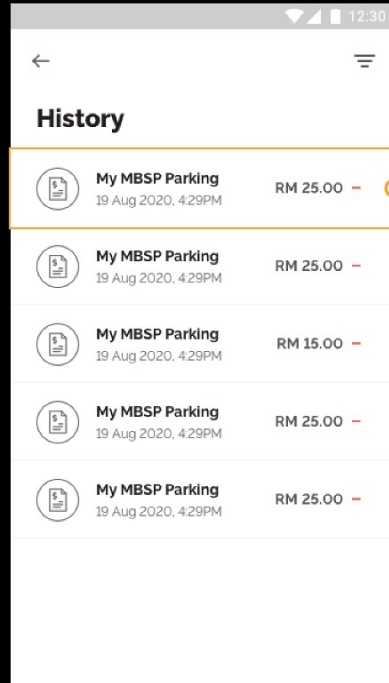 12:30
History
My MBSP Parking
RM 25.00 –
19 Aug 2020, 4:29PM
My MBSP Parking
RM 25.00 –
19 Aug 2020, 4:29PM
My MBSP Parking
RM 15.00 –
19 Aug 2020, 4:29PM
My MBSP Parking
RM 25.00 –
19 Aug 2020, 4:29PM
My MBSP Parking
RM 25.00 –
19 Aug 2020, 4:29PM